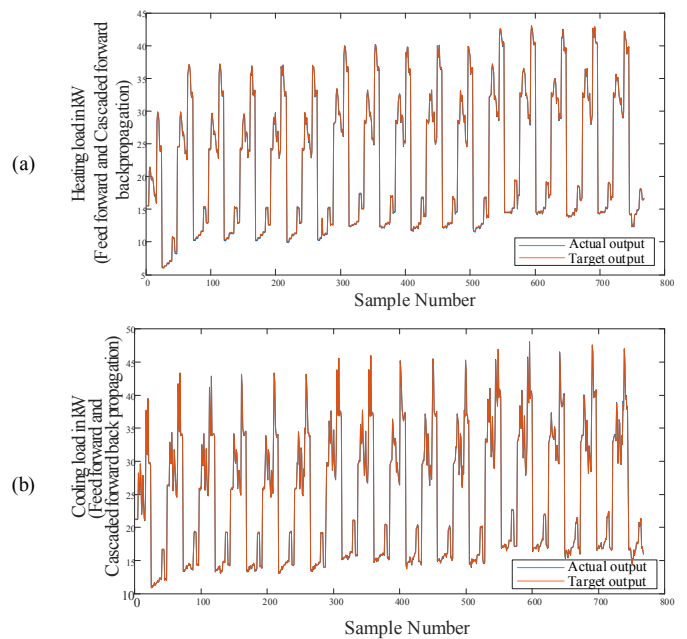 (a)
Heating load in kW
(Feed forward and Cascaded forward
backpropagation)
45
40
35
30
25
20
15
10
5
0
100
200
300
400
500
600
700
800
Sample Number
Actual output
Target output
(b)
Cooling load in kW
(Feed forward and
Cascaded forward back propagation)
50
45
40
35
30
25
20
15
10
0
100
200
300
400
500
600
700
800
Sample Number
Actual output
Target output